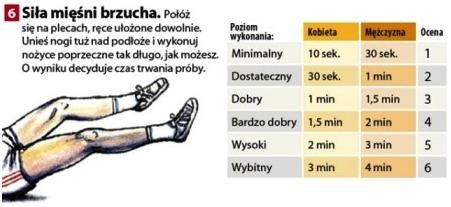 6 Siła mięśni brzucha. Połóż
się na plecach, ręce ułożone dowolnie.
Unieś nogi tuż nad podłoże i wykonuj
nożyce poprzeczne tak długo, jak możesz.
O wyniku decyduje czas trwania próby.
Poziom wykonania: Kobieta Mężczyzna Ocena
Minimalny 10 sek. 30 sek. 1
Dostateczny 30 sek. 1 min 2
Dobry 1 min 1,5 min 3
Bardzo dobry 1,5 min 2 min 4
Wysoki 2 min 3 min 5
Wybitny 3 min 4 min 6